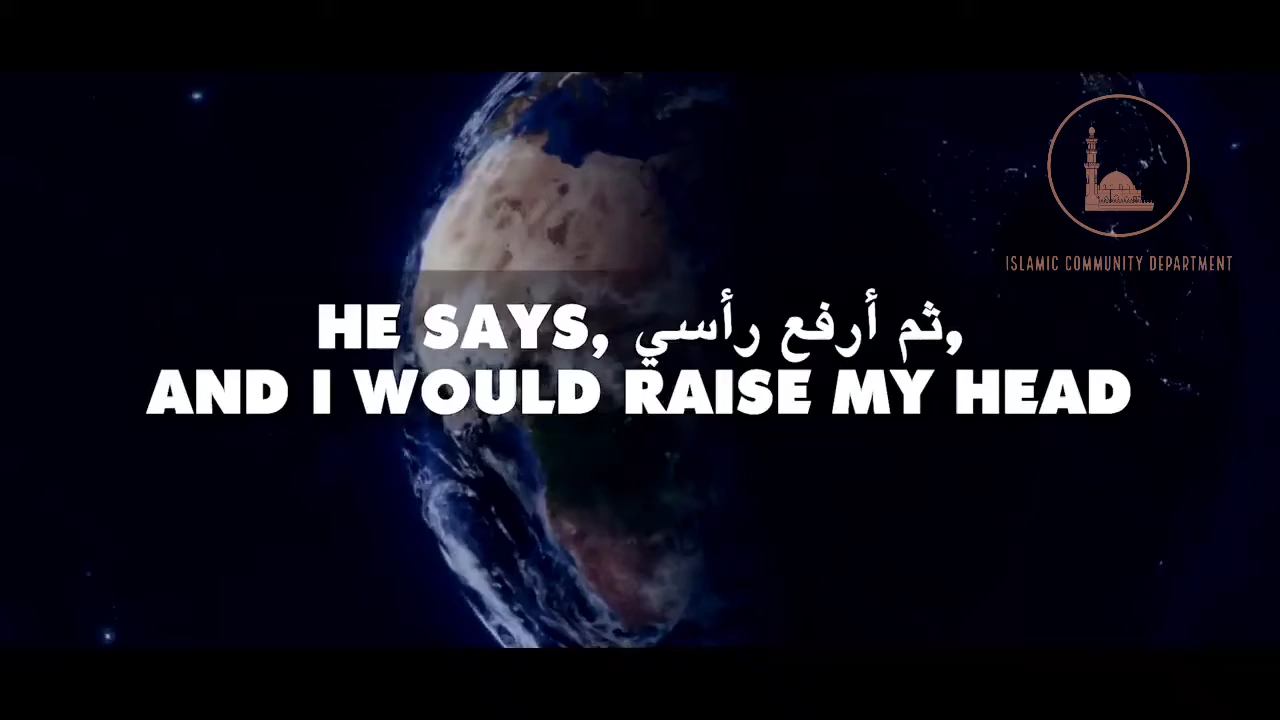 ISLAMIC COMMUNITY DEPARTMENT
HE SAYS, ثم أرفع رأسي,
AND I WOULD RAISE MY HEAD